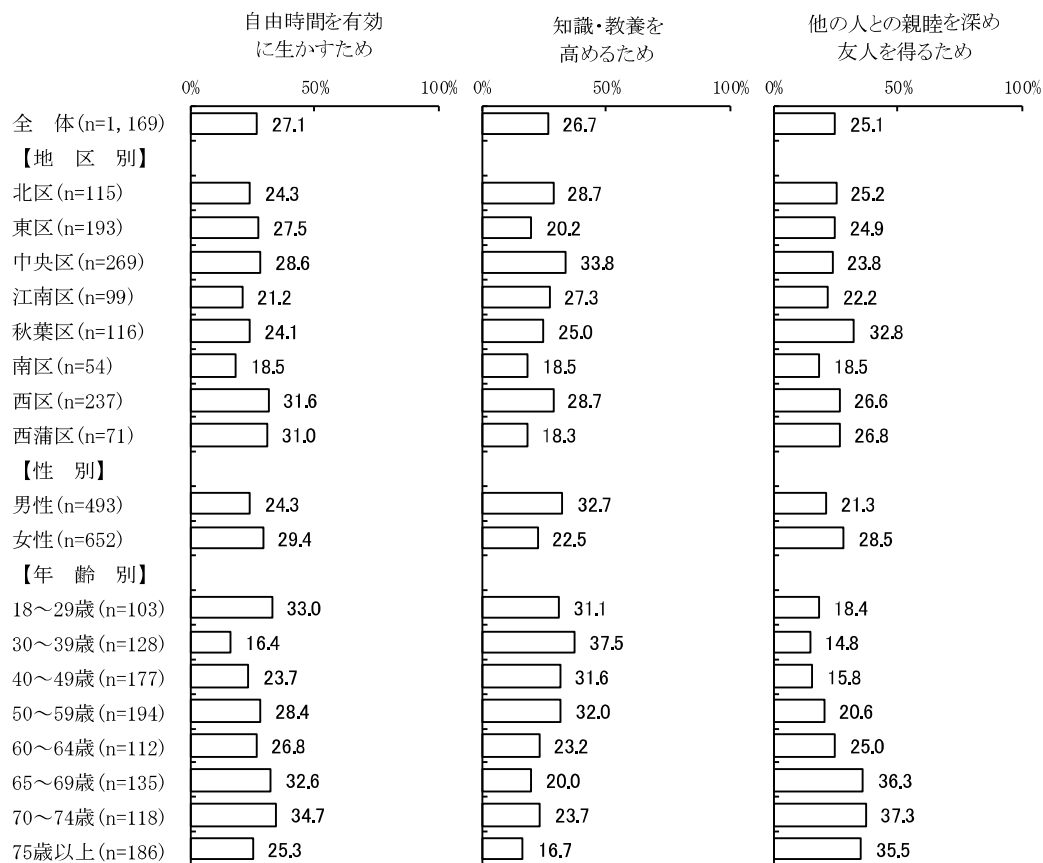 自由時間を有効
に生かすため
知識・教養を
高めるため
他の人との親睦を深め
友人を得るため
0% 50% 100% 0% 50% 100% 0% 50% 100%
全 体(n=1,169) 27.1 26.7 25.1
【地 区 別】
北区(n=115) 24.3 28.7 25.2
東区(n=193) 27.5 20.2 24.9
中央区(n=269) 28.6 33.8 23.8
江南区(n=99) 21.2 27.3 22.2
秋葉区(n=116) 24.1 25.0 32.8
南区(n=54) 18.5 18.5 18.5
西区(n=237) 31.6 28.7 26.6
西蒲区(n=71) 31.0 18.3 26.8
【性 別】
男性(n=493) 24.3 32.7 21.3
女性(n=652) 29.4 22.5 28.5
【年 齢 別】
18～29歳(n=103) 33.0 31.1 18.4
30～39歳(n=128) 16.4 37.5 14.8
40～49歳(n=177) 23.7 31.6 15.8
50～59歳(n=194) 28.4 32.0 20.6
60～64歳(n=112) 26.8 23.2 25.0
65～69歳(n=135) 32.6 20.0 36.3
70～74歳(n=118) 34.7 23.7 37.3
75歳以上(n=186) 25.3 16.7 35.5